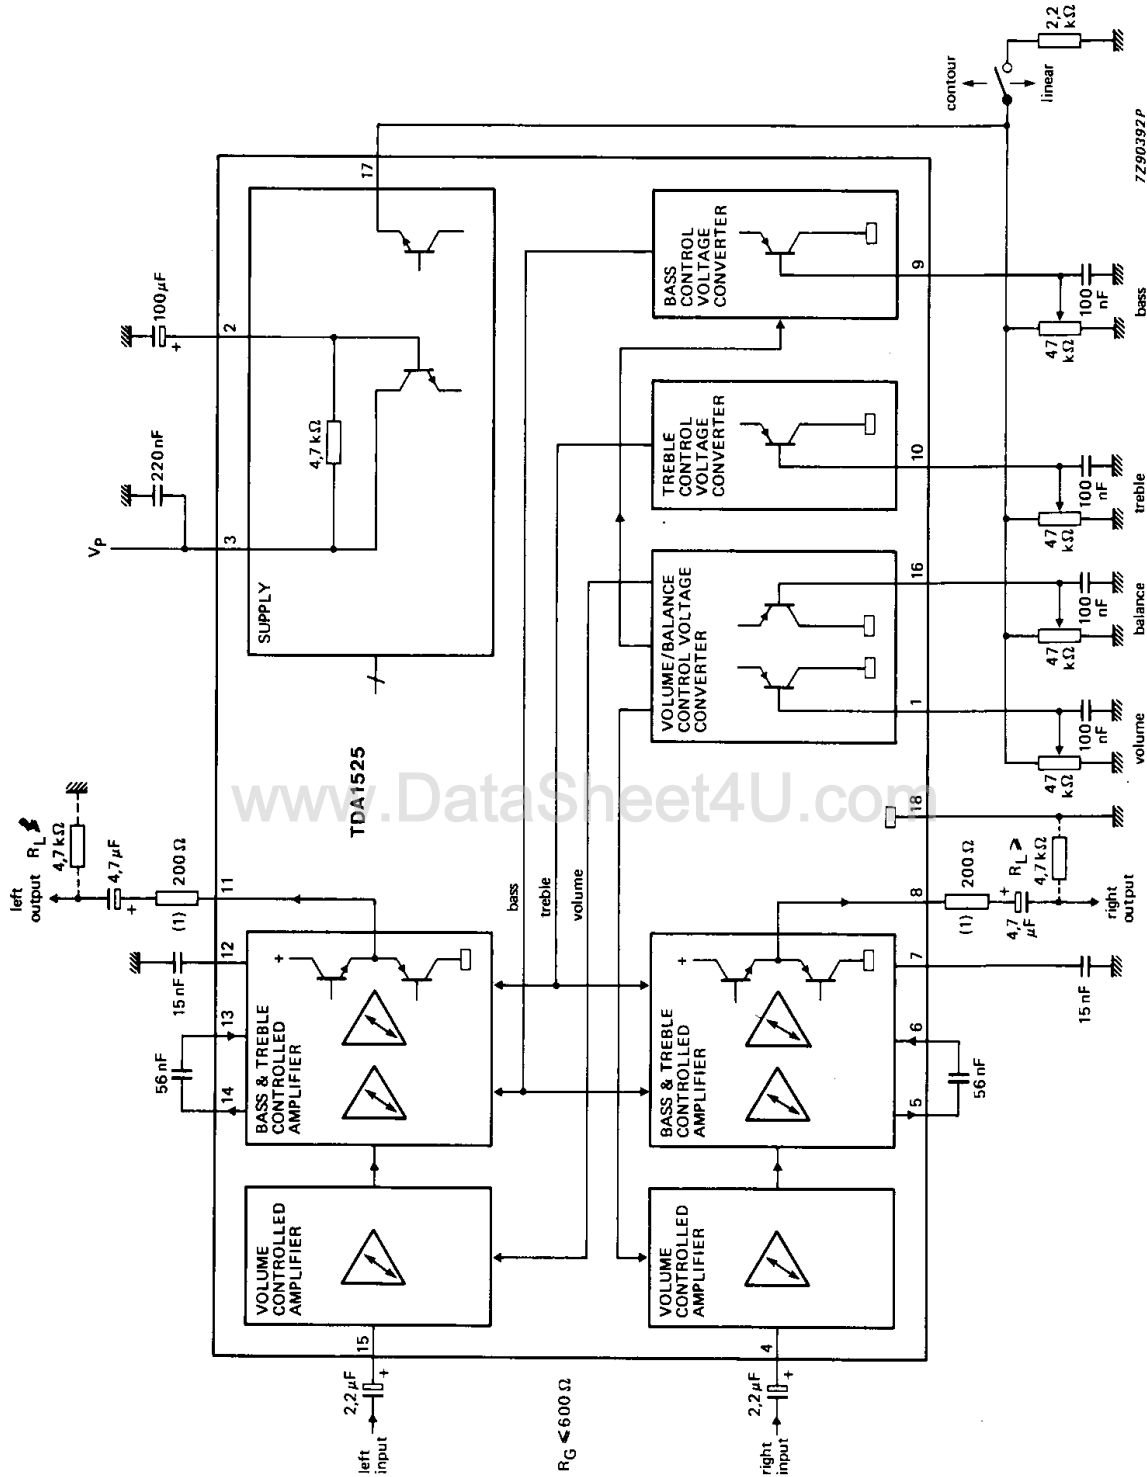 left
input
2,2 µF
+
15
VOLUME
CONTROLLED
AMPLIFIER
56 nF
14
13
15 nF
12
BASS & TREBLE
CONTROLLED
AMPLIFIER
+
left
output
R L
4,7 kΩ
4,7 µF
+
200 Ω
(1)
11
TDA1525
VP
3
220 nF
2
100 µF
+
SUPPLY
4,7 kΩ
17
contour
linear
2,2
kΩ
RG ≤ 600 Ω
bass
treble
volume
VOLUME/BALANCE
CONTROL VOLTAGE
CONVERTER
TREBLE
CONTROL
VOLTAGE
CONVERTER
BASS
CONTROL
VOLTAGE
CONVERTER
right
input
2,2 µF
+
4
VOLUME
CONTROLLED
AMPLIFIER
BASS & TREBLE
CONTROLLED
AMPLIFIER
+
5
6
56 nF
7
15 nF
8
200 Ω
(1)
4,7
µF
+
RL ≥
4,7 kΩ
right
output
18
1
47
kΩ
100
nF
volume
16
47
kΩ
100
nF
balance
10
47
kΩ
100
nF
treble
9
47
kΩ
100
nF
bass
7Z90392P
www.DataSheet4U.com